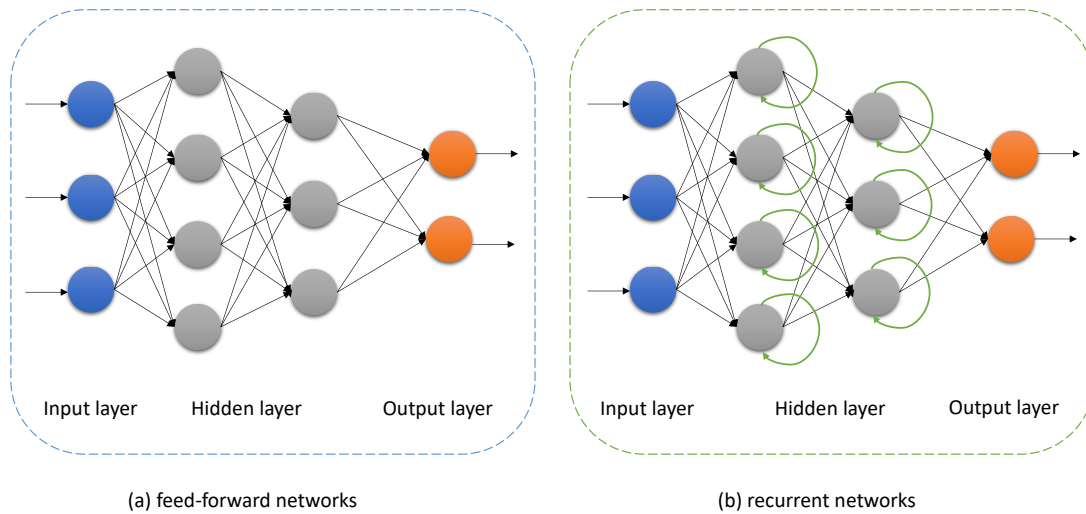 Input layer
Hidden layer
Output layer
Input layer
Hidden layer
Output layer
(a) feed-forward networks
(b) recurrent networks